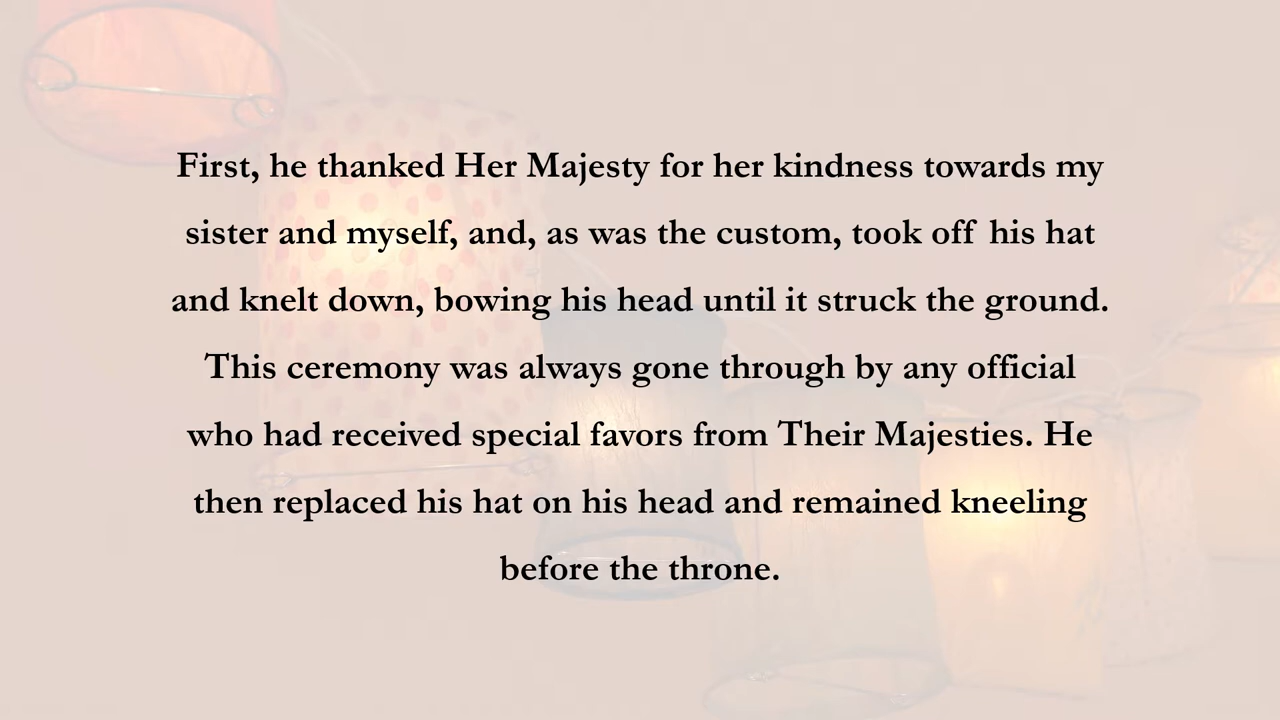 First, he thanked Her Majesty for her kindness towards my
sister and myself, and, as was the custom, took off his hat
and knelt down, bowing his head until it struck the ground.
This ceremony was always gone through by any official
who had received special favors from Their Majesties. He
then replaced his hat on his head and remained kneeling
before the throne.